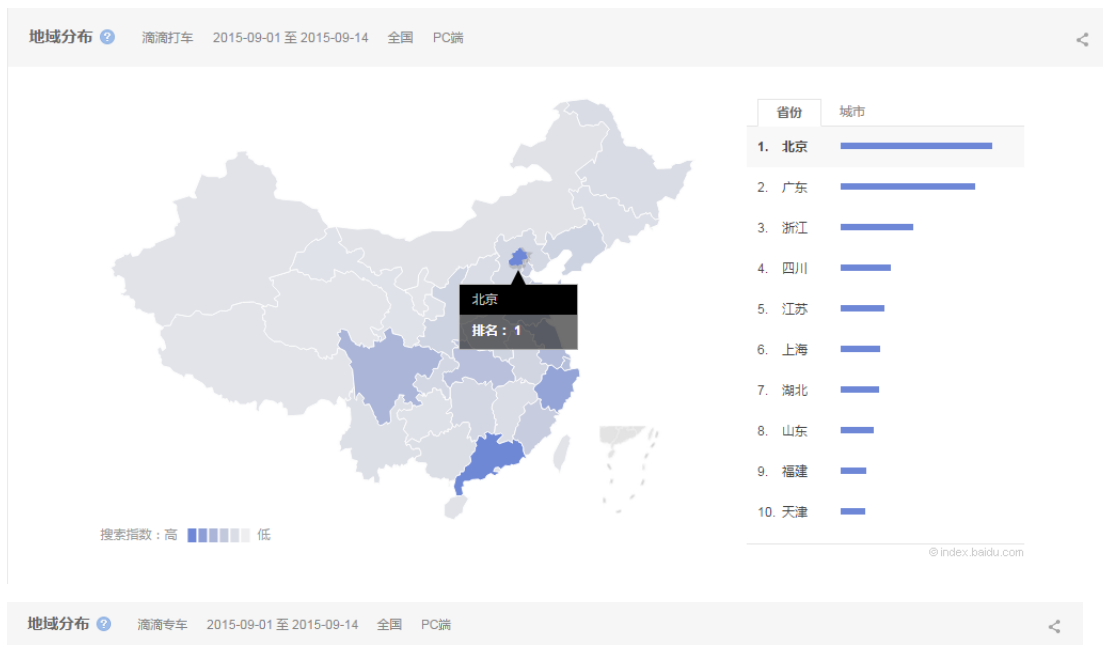 地域分布 ? 滴滴打车 2015-09-01 至 2015-09-14 全国 PC端
省份 城市
1. 北京
2. 广东
3. 浙江
4. 四川
5. 江苏
6. 上海
7. 湖北
8. 山东
9. 福建
10. 天津
北京
排名：1
搜索指数：高 低
©index.baidu.com
地域分布 ? 滴滴专车 2015-09-01 至 2015-09-14 全国 PC端